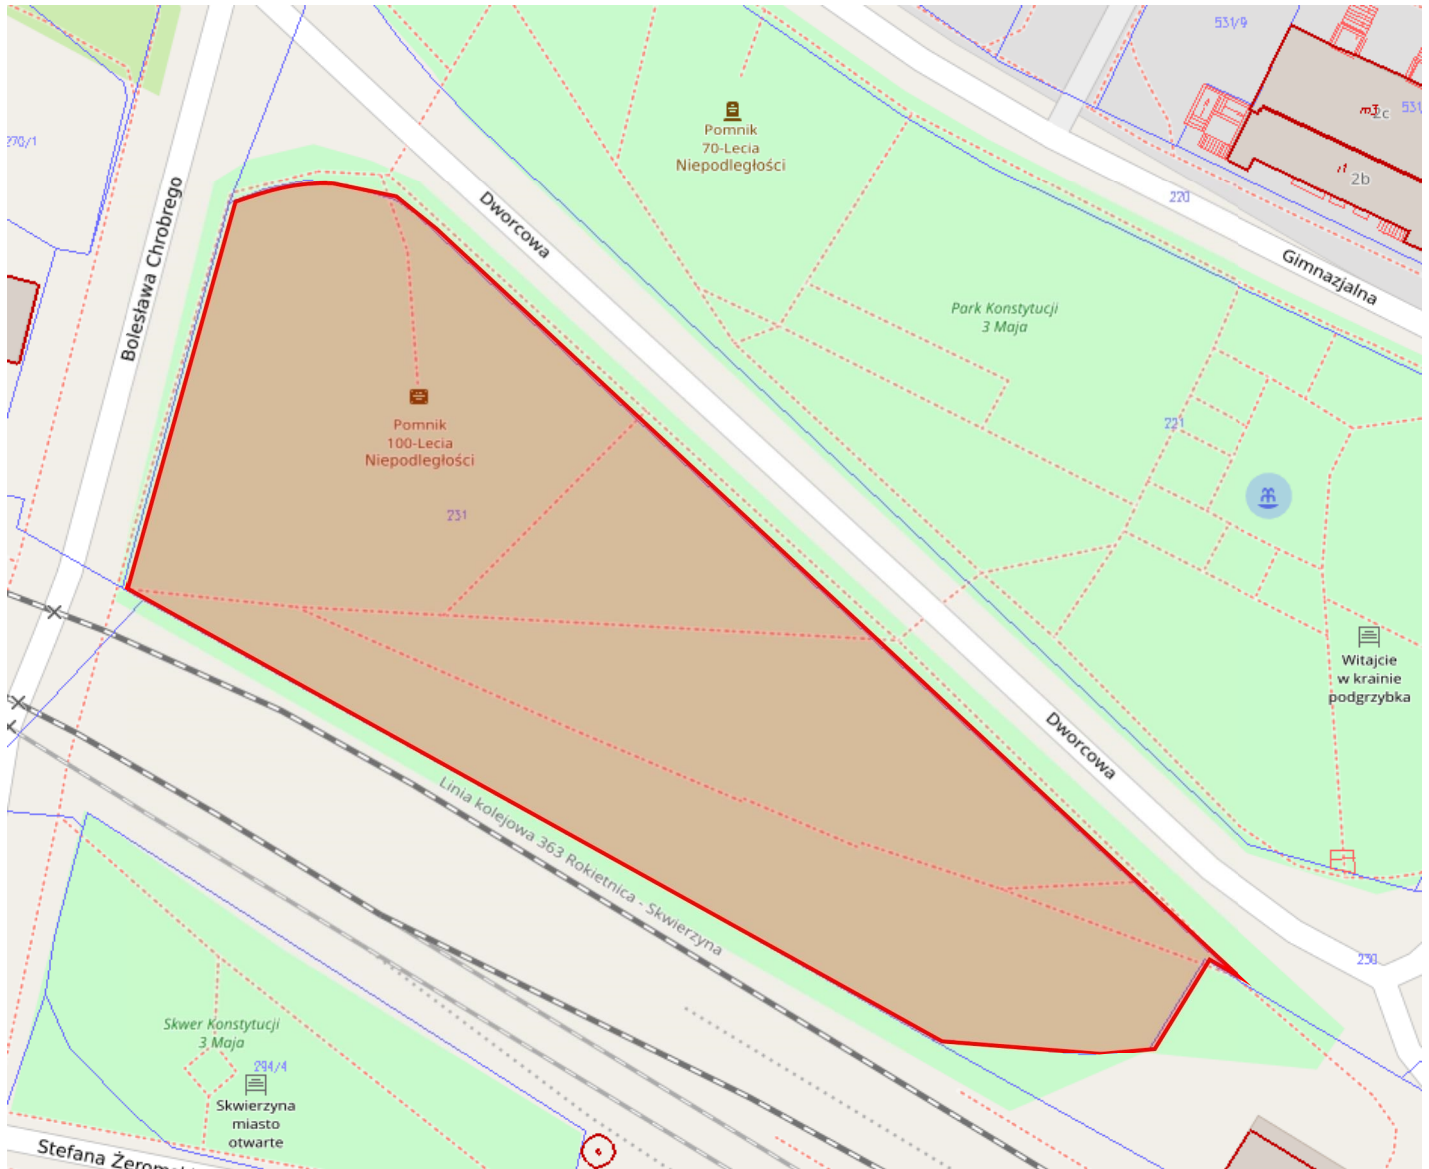 531/9
m3
2c
531
270/1
Pomnik
70-Lecia
Niepodległości
2b
220
Bolesława Chrobrego
Dworcowa
Gimnazjalna
Park Konstytucji
3 Maja
Pomnik
100-Lecia
Niepodległości
221
231
Witajcie
w krainie
podgrzybka
Dworcowa
Linia kolejowa 363 Rokietnica - Skwierzyna
230
Skwer Konstytucji
3 Maja
294/4
Skwierzyna
miasto
otwarte
Stefana